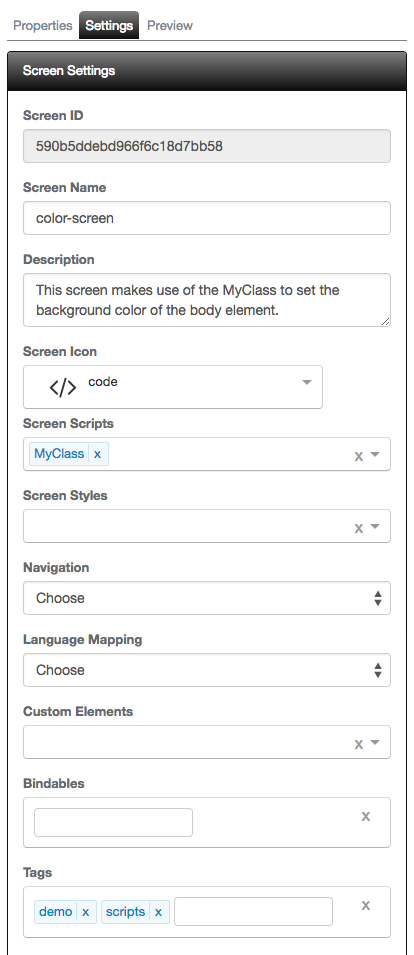 Properties Settings Preview
Screen Settings
Screen ID
590b5ddebd966f6c18d7bb58
Screen Name
color-screen
Description
This screen makes use of the MyClass to set the
background color of the body element.
Screen Icon
</> code
Screen Scripts
MyClass x x
Screen Styles
x
Navigation
Choose
Language Mapping
Choose
Custom Elements
x
Bindables
x
Tags
demo x scripts x x